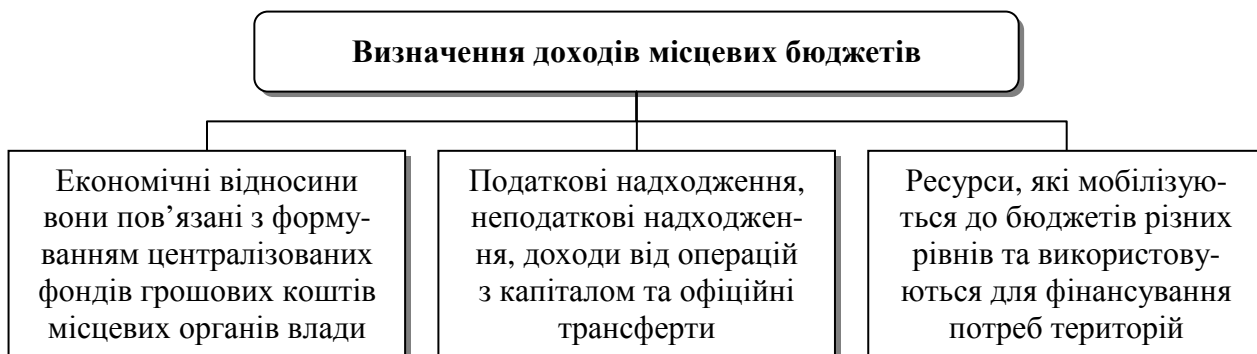 Визначення доходів місцевих бюджетів
Економічні відносини
вони пов’язані з форму-
ванням централізованих
фондів грошових коштів
місцевих органів влади
Податкові надходження,
неподаткові надходжен-
ня, доходи від операцій
з капіталом та офіційні
трансферти
Ресурси, які мобілізую-
ться до бюджетів різних
рівнів та використову-
ються для фінансування
потреб територій